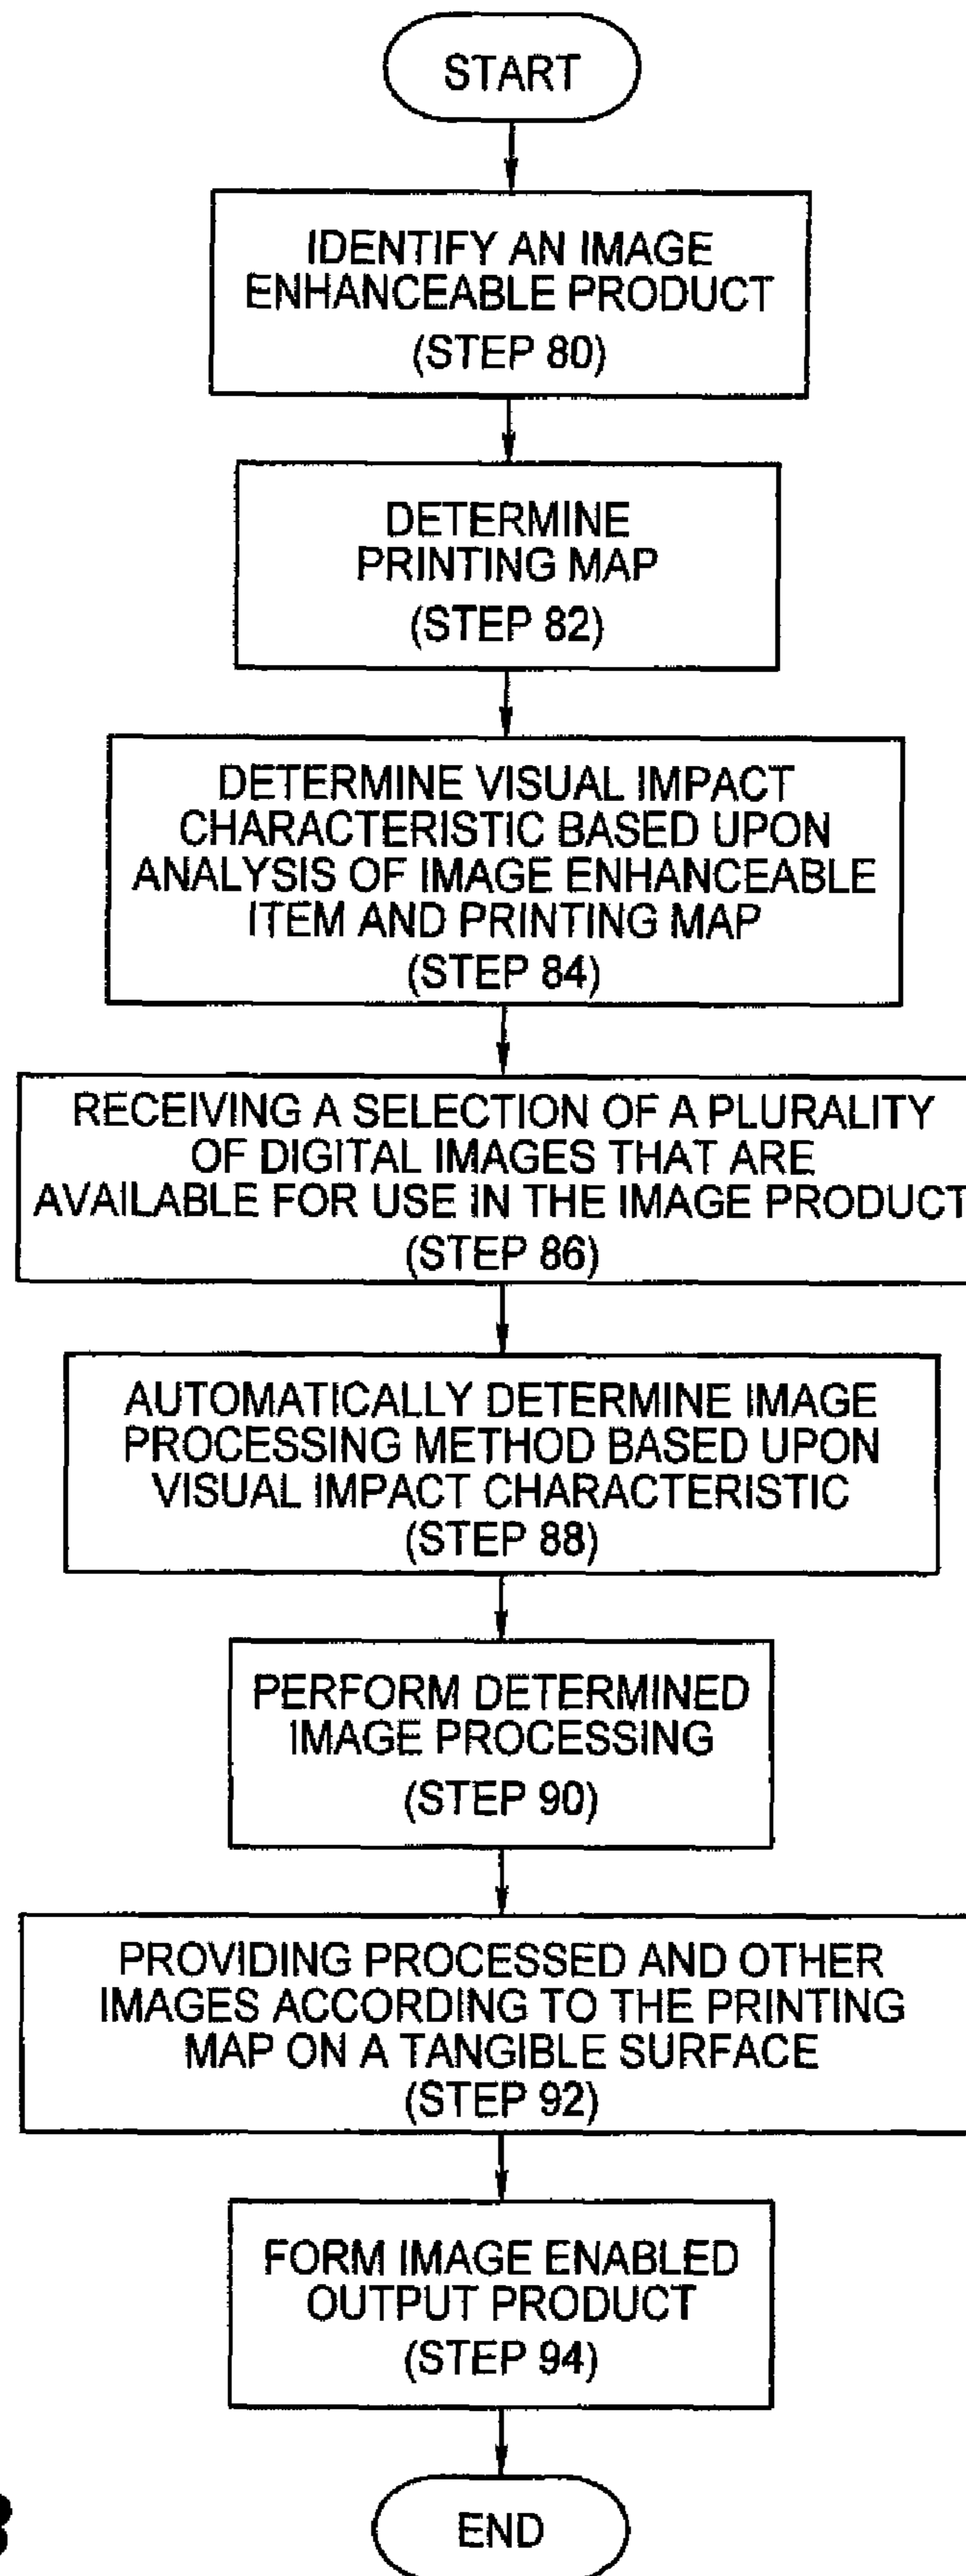 START
IDENTIFY AN IMAGE
ENHANCEABLE PRODUCT
(STEP 80)
DETERMINE
PRINTING MAP
(STEP 82)
DETERMINE VISUAL IMPACT
CHARACTERISTIC BASED UPON
ANALYSIS OF IMAGE ENHANCEABLE
ITEM AND PRINTING MAP
(STEP 84)
RECEIVING A SELECTION OF A PLURALITY
OF DIGITAL IMAGES THAT ARE
AVAILABLE FOR USE IN THE IMAGE PRODUCT
(STEP 86)
AUTOMATICALLY DETERMINE IMAGE
PROCESSING METHOD BASED UPON
VISUAL IMPACT CHARACTERISTIC
(STEP 88)
PERFORM DETERMINED
IMAGE PROCESSING
(STEP 90)
PROVIDING PROCESSED AND OTHER
IMAGES ACCORDING TO THE PRINTING
MAP ON A TANGIBLE SURFACE
(STEP 92)
FORM IMAGE ENABLED
OUTPUT PRODUCT
(STEP 94)
END